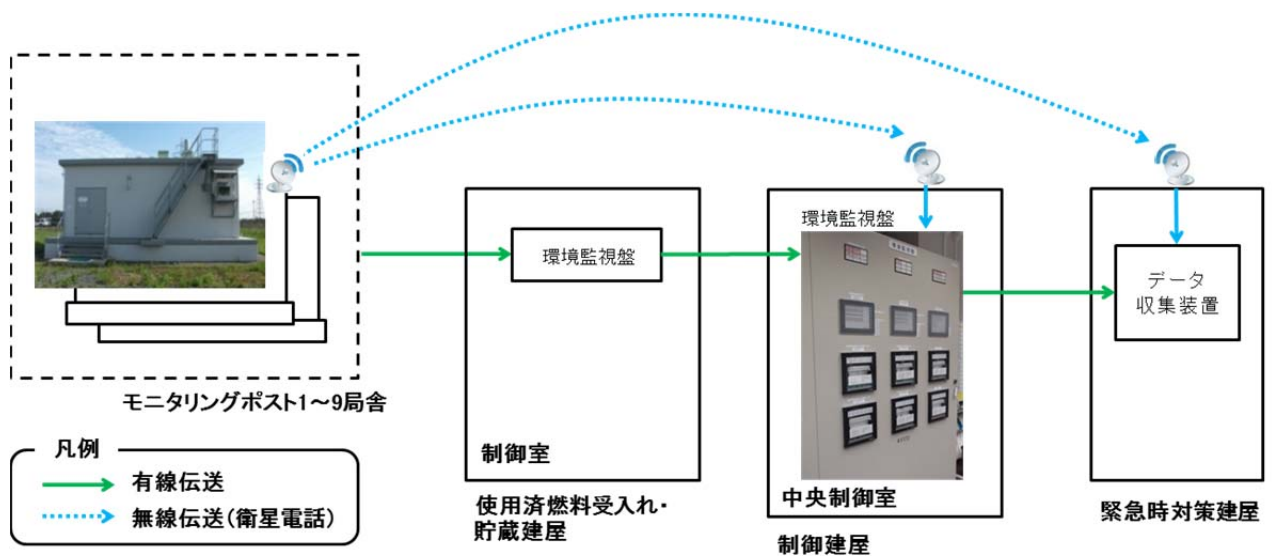 環境監視盤
環境監視盤
データ
収集装置
モニタリングポスト1～9局舎
制御室
中央制御室
使用済燃料受入れ・
貯蔵建屋
制御建屋
緊急時対策建屋
凡例
有線伝送
無線伝送(衛星電話)